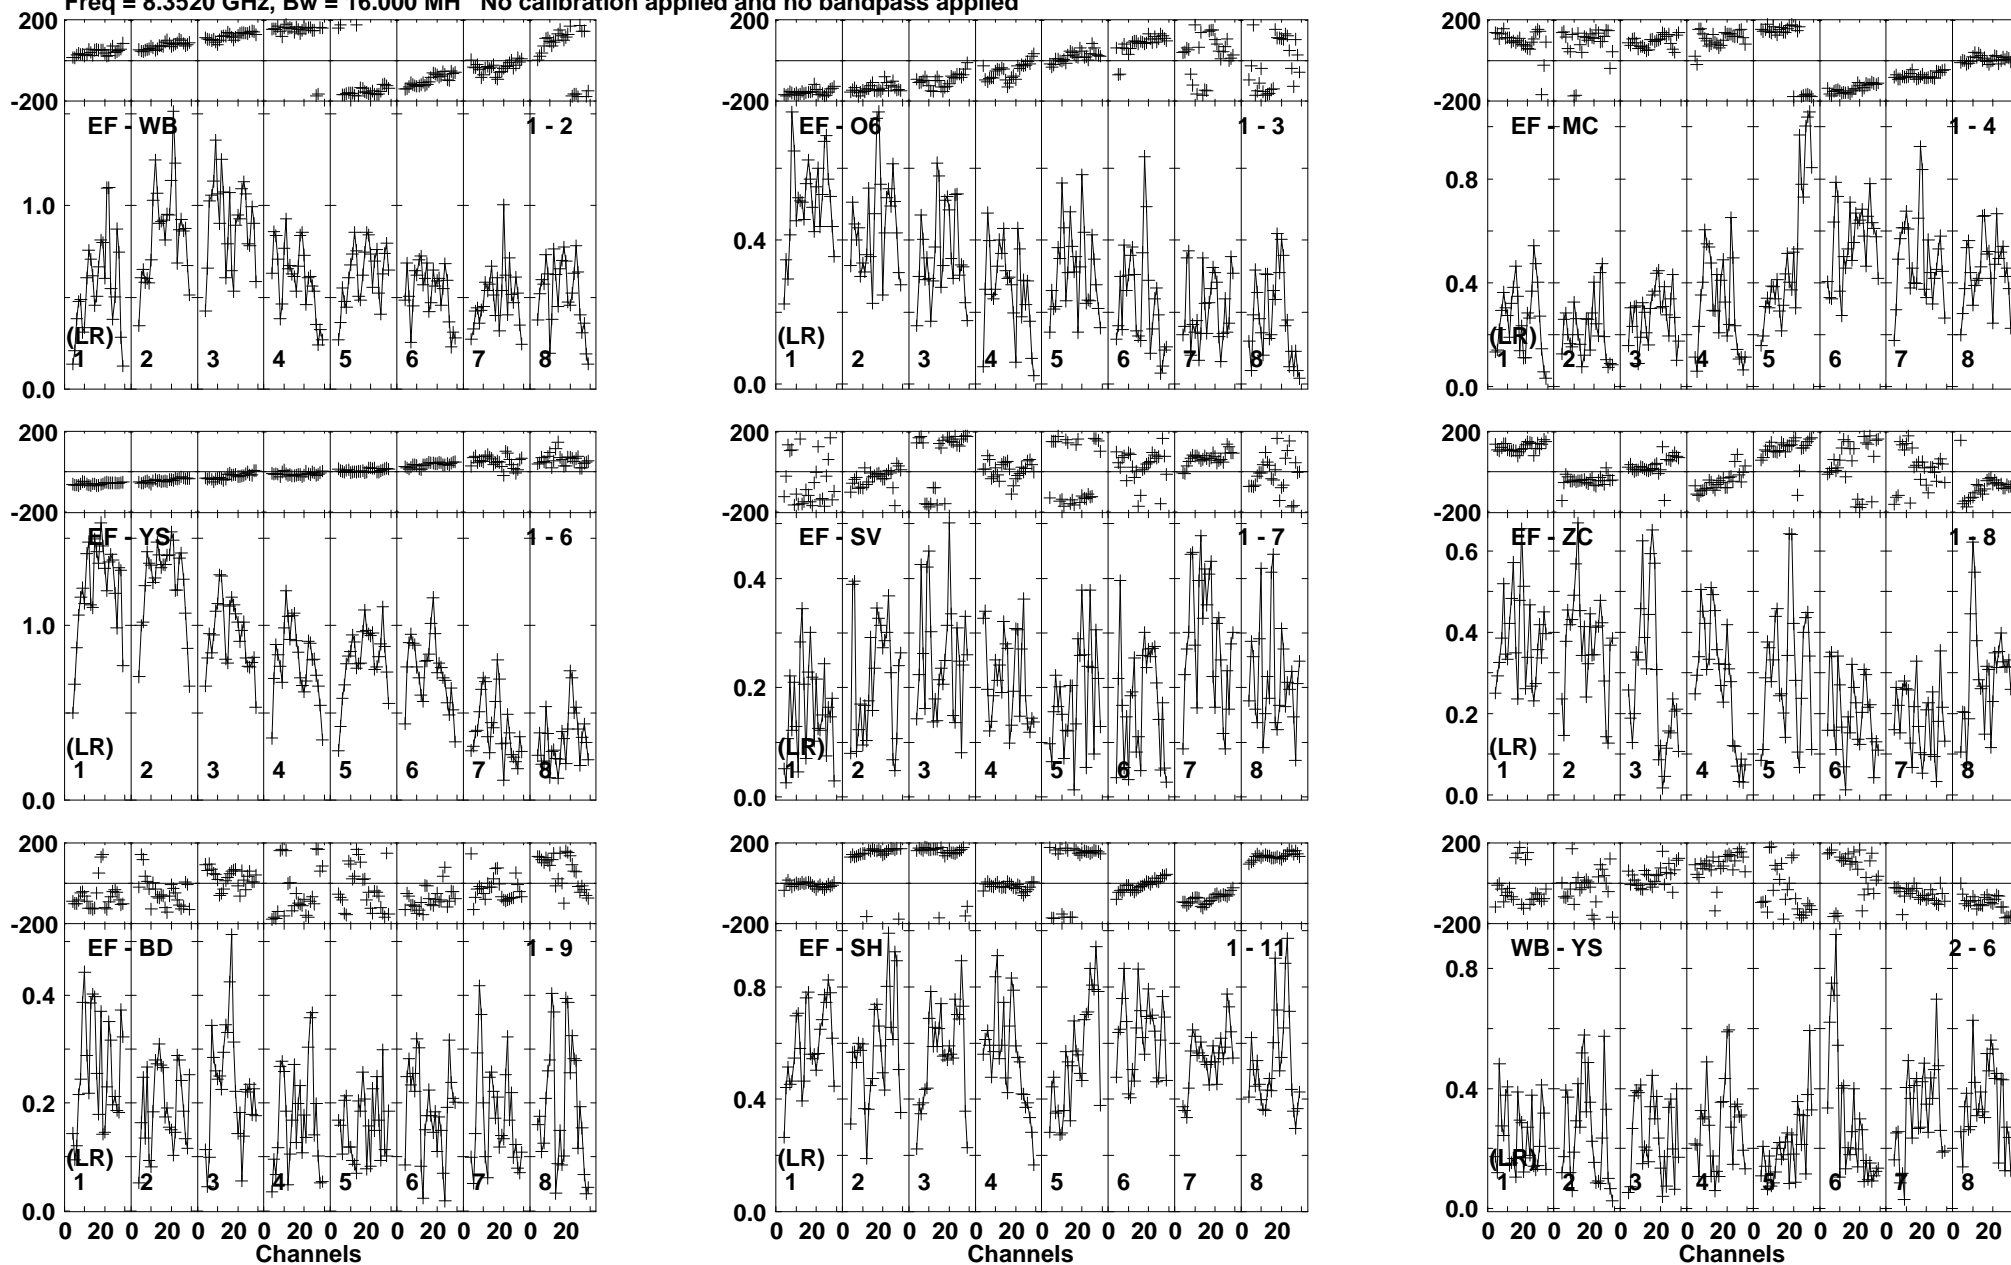 Freq = 8.3520 GHz, Bw = 16.000 MH No calibration applied and no bandpass applied
200 200 200
-200 -200 -200
EF - WB 1 - 2 EF - O6 1 - 3 EF - MC 1 - 4
1.0 0.4 0.8
0.4
(LR) (LR) (LR)
1 2 3 4 5 6 7 8 1 2 3 4 5 6 7 8 1 2 3 4 5 6 7 8
0.0 0.0 0.0
200 200 200
-200 -200 -200
EF - YS 1 - 6 EF - SV 1 - 7 EF - ZC 1 - 8
1.0 0.4 0.6
0.2 0.4
0.2
(LR) (LR) (LR)
1 2 3 4 5 6 7 8 1 2 3 4 5 6 7 8 1 2 3 4 5 6 7 8
0.0 0.0 0.0
200 200 200
-200 -200 -200
EF - BD 1 - 9 EF - SH 1 - 11 WB - YS 2 - 6
0.4 0.8 0.8
0.2 0.4 0.4
(LR) (LR) (LR)
1 2 3 4 5 6 7 8 1 2 3 4 5 6 7 8 1 2 3 4 5 6 7 8
0.0 0.0 0.0
0 20 0 20 0 20 0 20 0 20 0 20 0 20 0 20 0 20 0 20 0 20 0 20 0 20 0 20 0 20 0 20 0 20 0 20 0 20 0 20 0 20 0 20 0 20 0 20
Channels Channels Channels